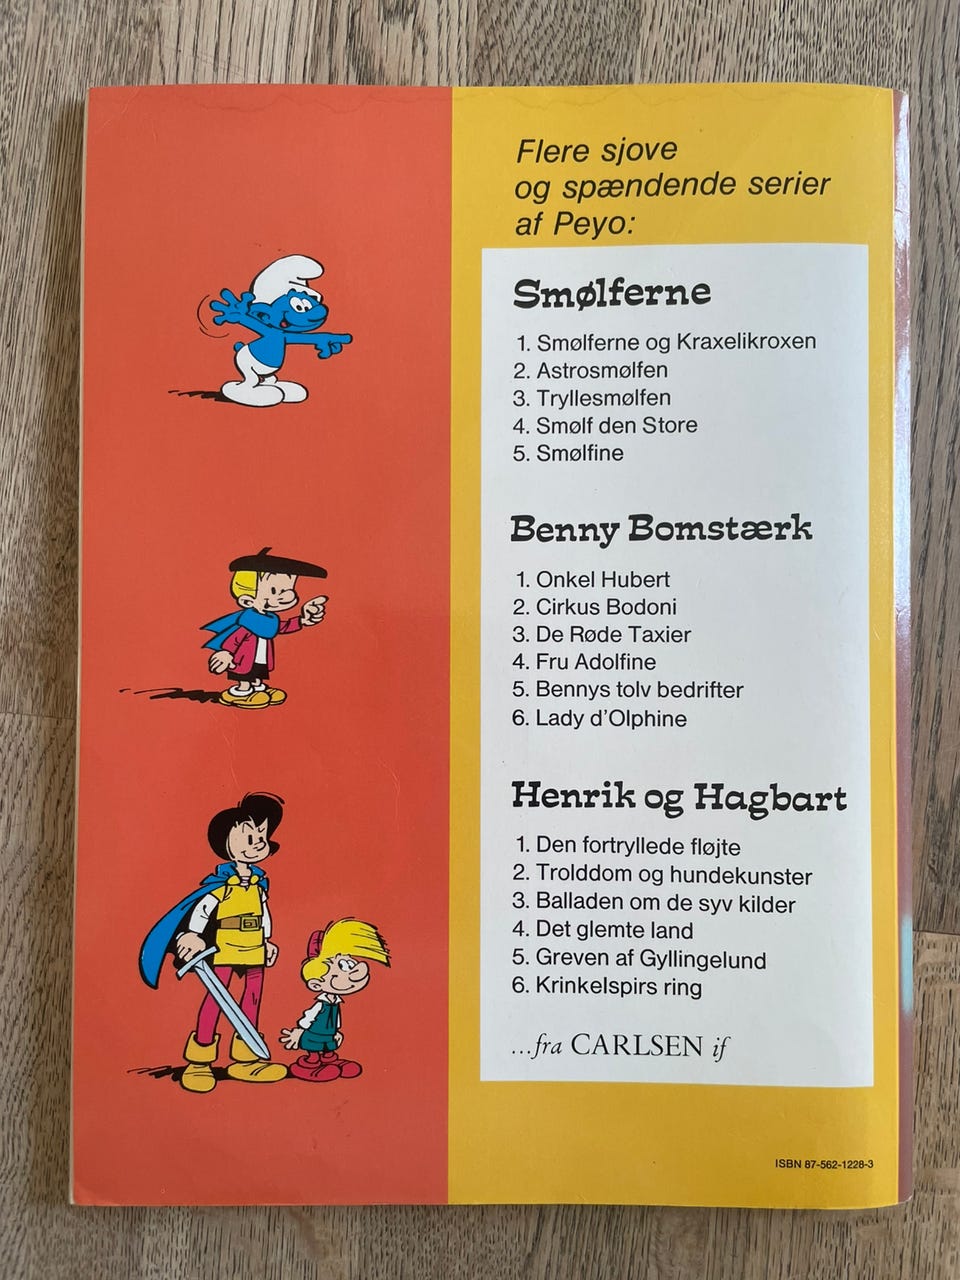 Flere sjove
og spændende serier
af Peyo:
Smølferne
1. Smølferne og Kraxelikroxen
2. Astrosmølfen
3. Tryllesmølfen
4. Smølf den Store
5. Smølfine
Benny Bomstærk
1. Onkel Hubert
2. Cirkus Bodoni
3. De Røde Taxier
4. Fru Adolfine
5. Bennys tolv bedrifter
6. Lady d'Olphine
Henrik og Hagbart
1. Den fortryllede fløjte
2. Trolddom og hundekunster
3. Balladen om de syv kilder
4. Det glemte land
5. Greven af Gyllingelund
6. Krinkelspirs ring
...fra CARLSEN if
ISBN 87-562-1228-3